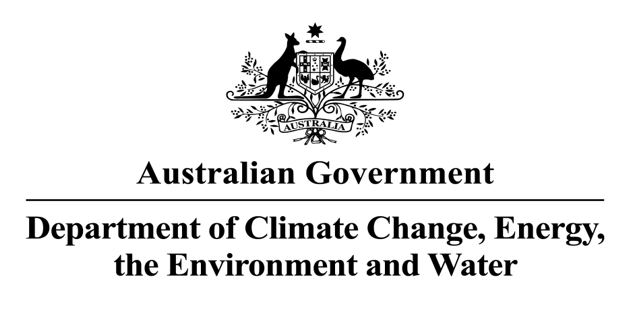 AUSTRALIA
Australian Government
Department of Climate Change, Energy,
the Environment and Water